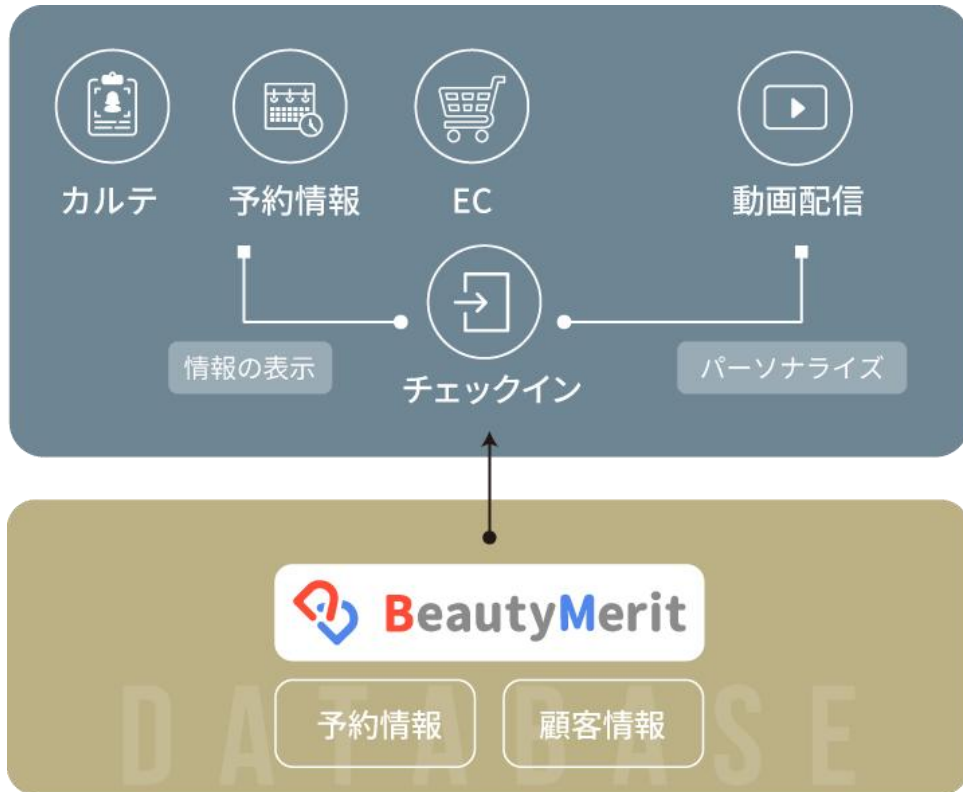 カルテ
予約情報
EC
動画配信
情報の表示
パーソナライズ
チェックイン
BeautyMerit
予約情報
顧客情報
DATABASE